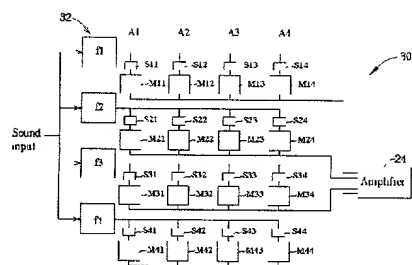 32
A1 A2 A3 A4
f1
S11 S12 S13 S14
30
M11 M12 M13 M14
f2
S21 S22 S23 S24
Sound input
M22 M22 M23 M24
f3
24
Amplifier
S31 S32 S33 S34
M31 M32 M33 M34
f4
S41 S42 S43 S44
M41 M42 M43 M44